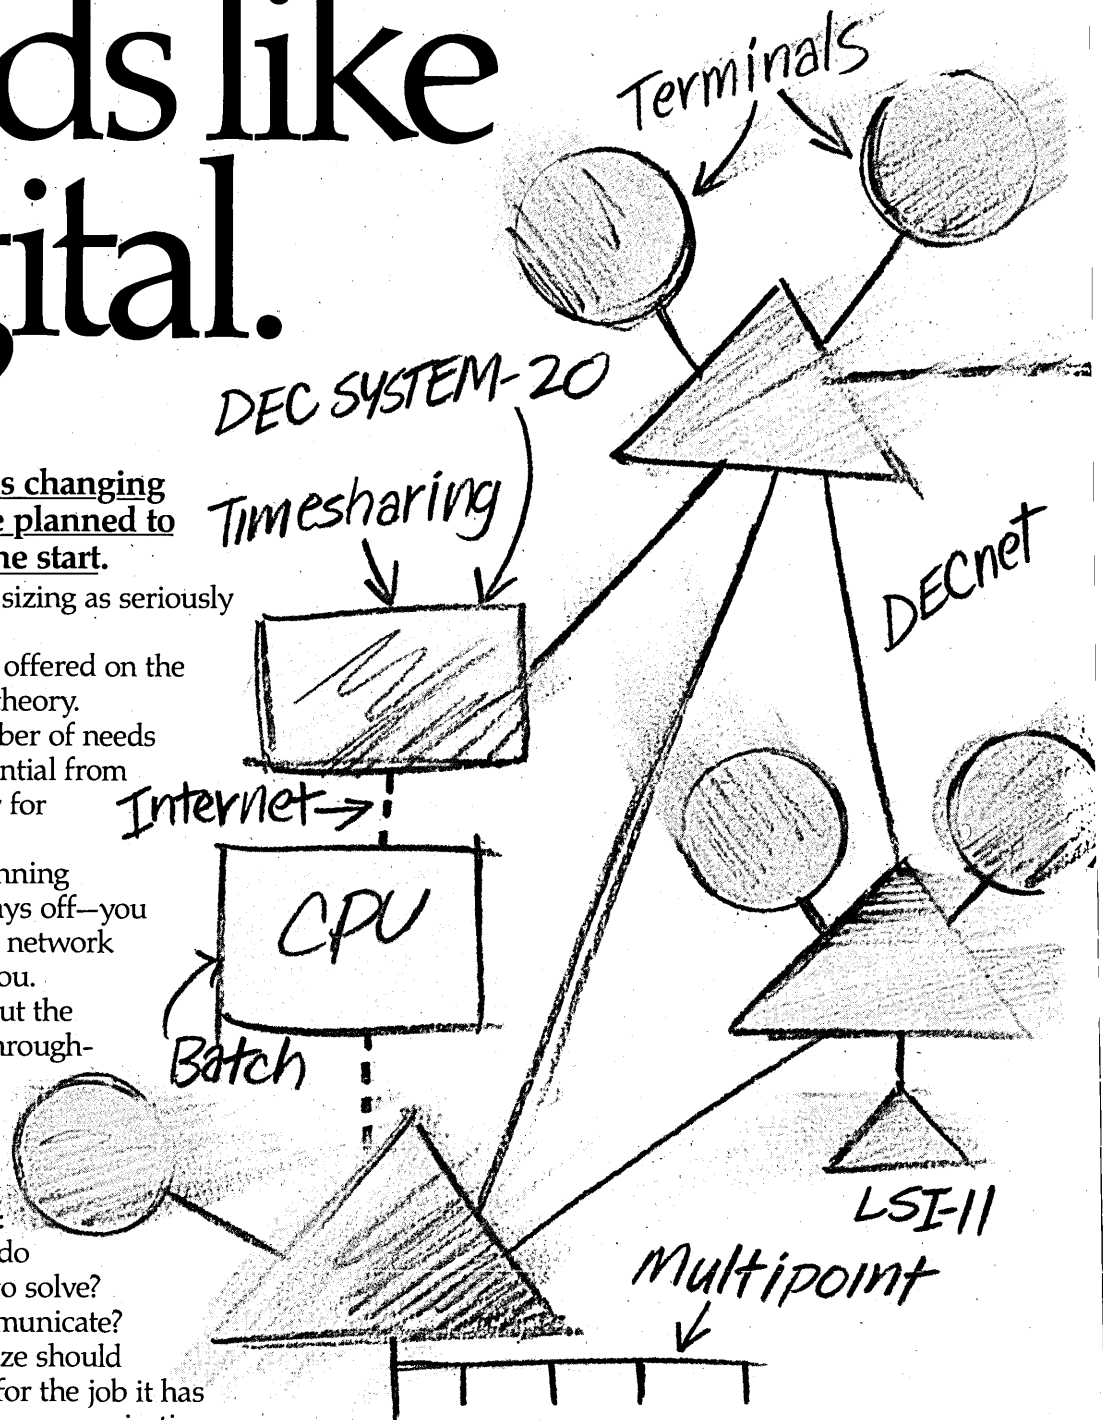 ds like
gital.
Terminals
DEC SYSTEM-20
Timesharing
s changing
e planned to
ne start.
sizing as seriously
offered on the
heory.
ber of needs
ntial from
for
nning
ys off—you
network
ou.
ut the
hrough-
do
o solve?
municate?
ze should
for the job it has
DECnet
Internet→
CPU
Batch
LSI-11
Multipoint